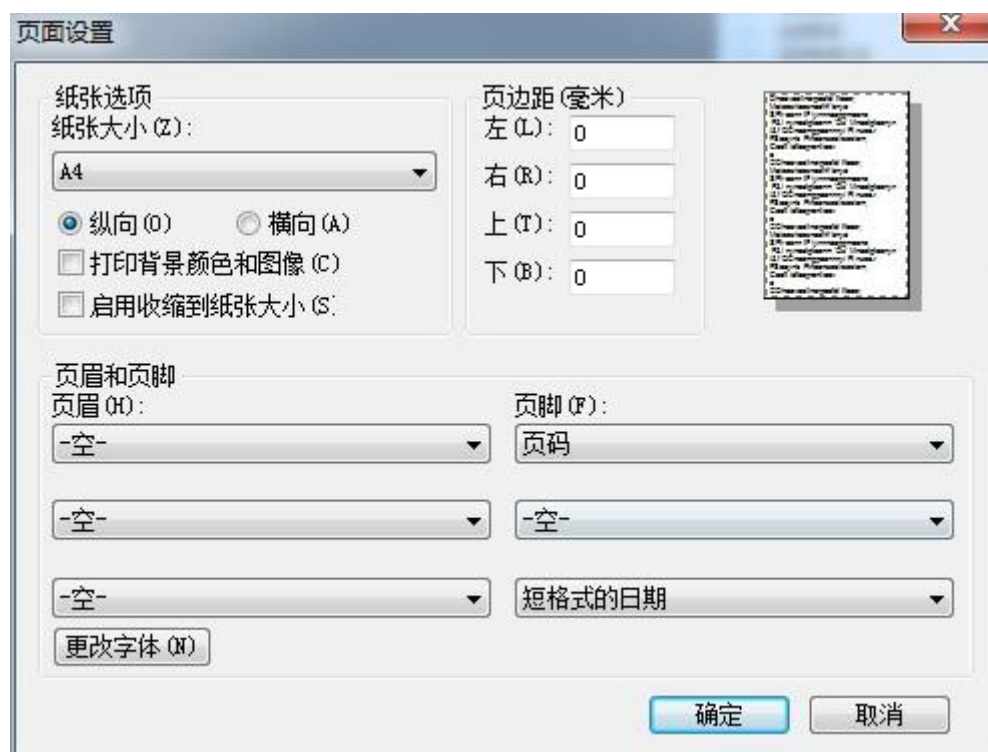 页面设置
纸张选项
纸张大小(Z):
A4
纵向(O) 横向(A)
打印背景颜色和图像(C)
启用收缩到纸张大小(S
页边距(毫米)
左(L): 0
右(R): 0
上(T): 0
下(B): 0
页眉和页脚
页眉(H): 页脚(F):
-空- 页码
-空- -空-
-空- 短格式的日期
更改字体(N)
确定 取消